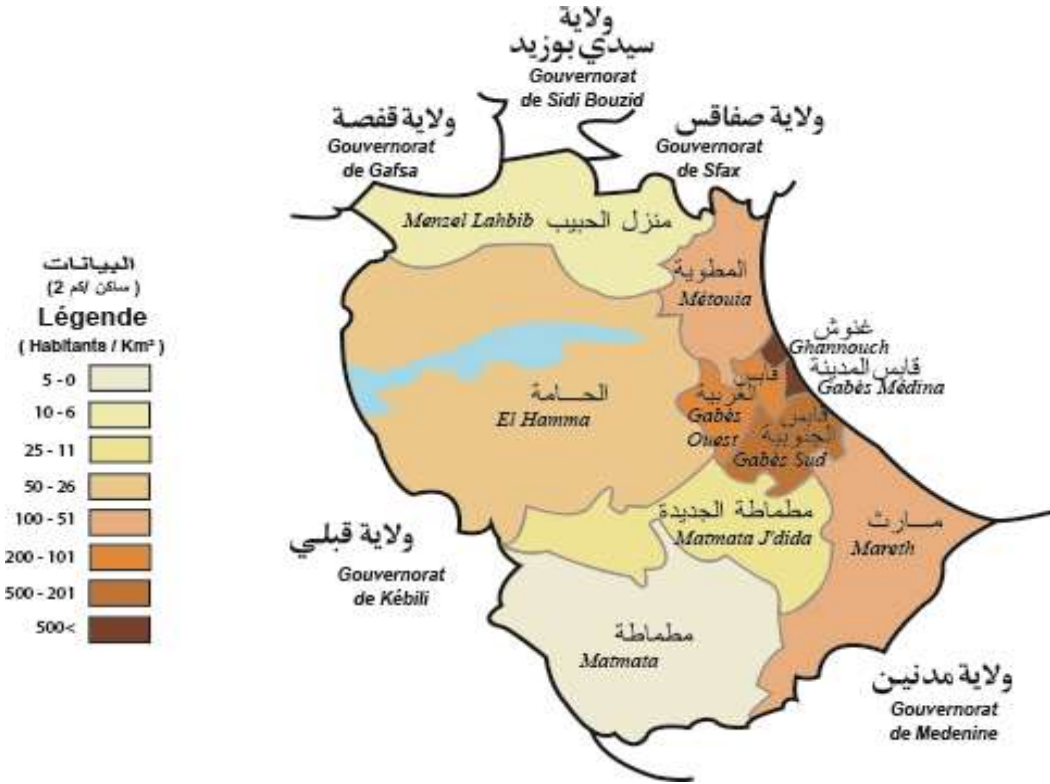 ولاية
سيدي بوزيد
Gouvernorat
de Sidi Bouzid
ولاية قفصة
Gouvernorat
de Gafsa
ولاية صفاقس
Gouvernorat
de Sfax
Menzel Lahbib منزل الحبيب
المطوية
Métouia
غنوش
Ghannouch
قابس المدينة
Gabès Médina
قابس
الغربية
Gabès
Ouest
قابس
الجنوبية
Gabès Sud
الحــامة
El Hamma
مطماطة الجديدة
Matmata J'dida
مــارث
Mareth
مطماطة
Matmata
ولاية قبلي
Gouvernorat
de Kébili
ولاية مدنين
Gouvernorat
de Medenine
البيانات
(ساكن /كم 2)
Légende
( Habitants / Km² )
5 - 0
10 - 6
25 - 11
50 - 26
100 - 51
200 - 101
500 - 201
500<